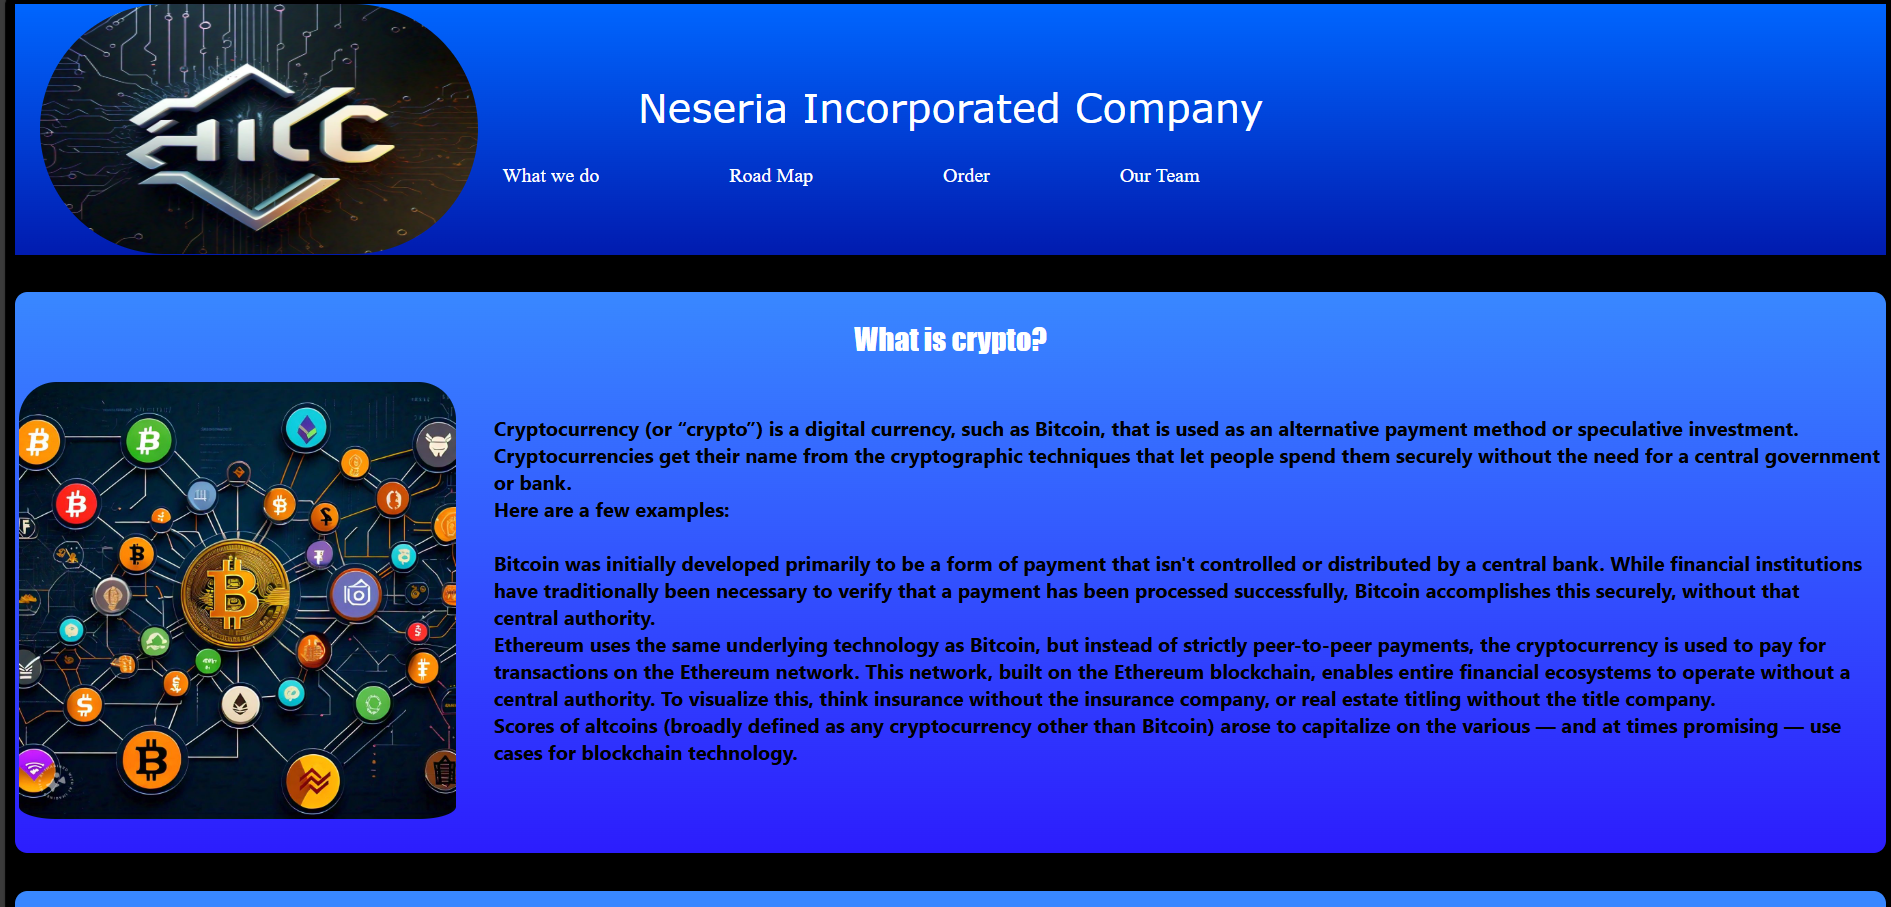 AICC
Neseria Incorporated Company
What we do
Road Map
Order
Our Team
What is crypto?
Cryptocurrency (or “crypto”) is a digital currency, such as Bitcoin, that is used as an alternative payment method or speculative investment.
Cryptocurrencies get their name from the cryptographic techniques that let people spend them securely without the need for a central government
or bank.
Here are a few examples:
Bitcoin was initially developed primarily to be a form of payment that isn't controlled or distributed by a central bank. While financial institutions
have traditionally been necessary to verify that a payment has been processed successfully, Bitcoin accomplishes this securely, without that
central authority.
Ethereum uses the same underlying technology as Bitcoin, but instead of strictly peer-to-peer payments, the cryptocurrency is used to pay for
transactions on the Ethereum network. This network, built on the Ethereum blockchain, enables entire financial ecosystems to operate without a
central authority. To visualize this, think insurance without the insurance company, or real estate titling without the title company.
Scores of altcoins (broadly defined as any cryptocurrency other than Bitcoin) arose to capitalize on the various — and at times promising — use
cases for blockchain technology.